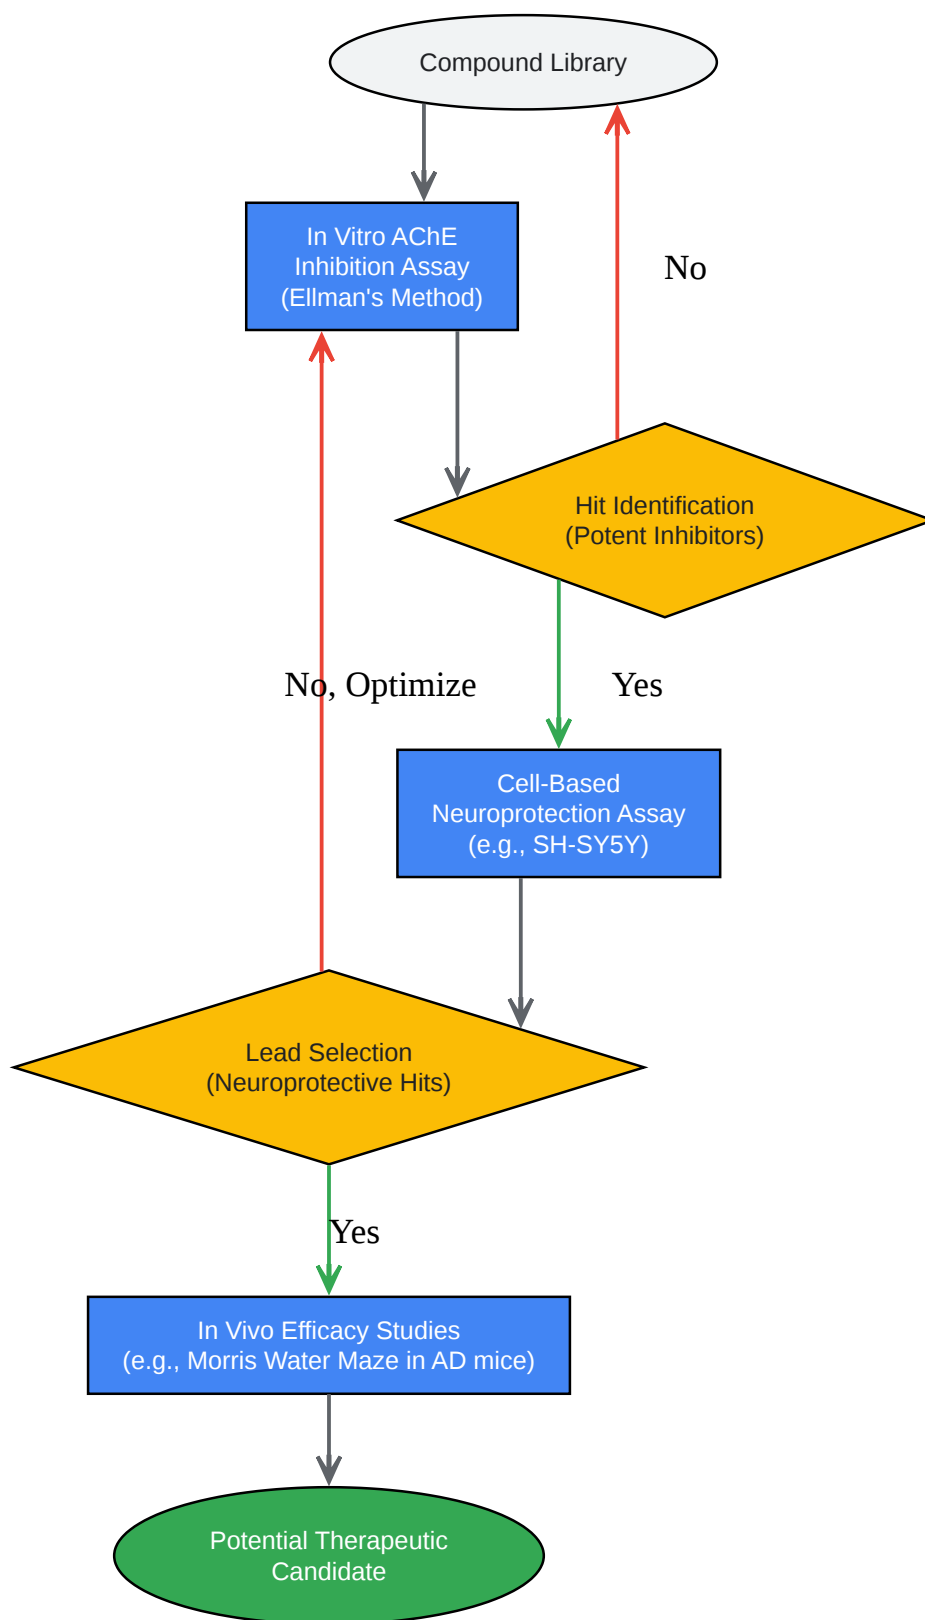 Compound Library
In Vitro AChE
Inhibition Assay
(Ellman's Method)
No
Hit Identification
(Potent Inhibitors)
No, Optimize
Yes
Cell-Based
Neuroprotection Assay
(e.g., SH-SY5Y)
Lead Selection
(Neuroprotective Hits)
Yes
In Vivo Efficacy Studies
(e.g., Morris Water Maze in AD mice)
Potential Therapeutic
Candidate